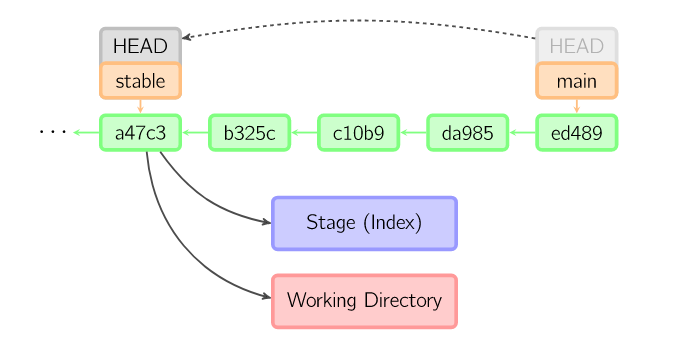 HEAD HEAD
stable main
··· a47c3 b325c c10b9 da985 ed489
Stage (Index)
Working Directory